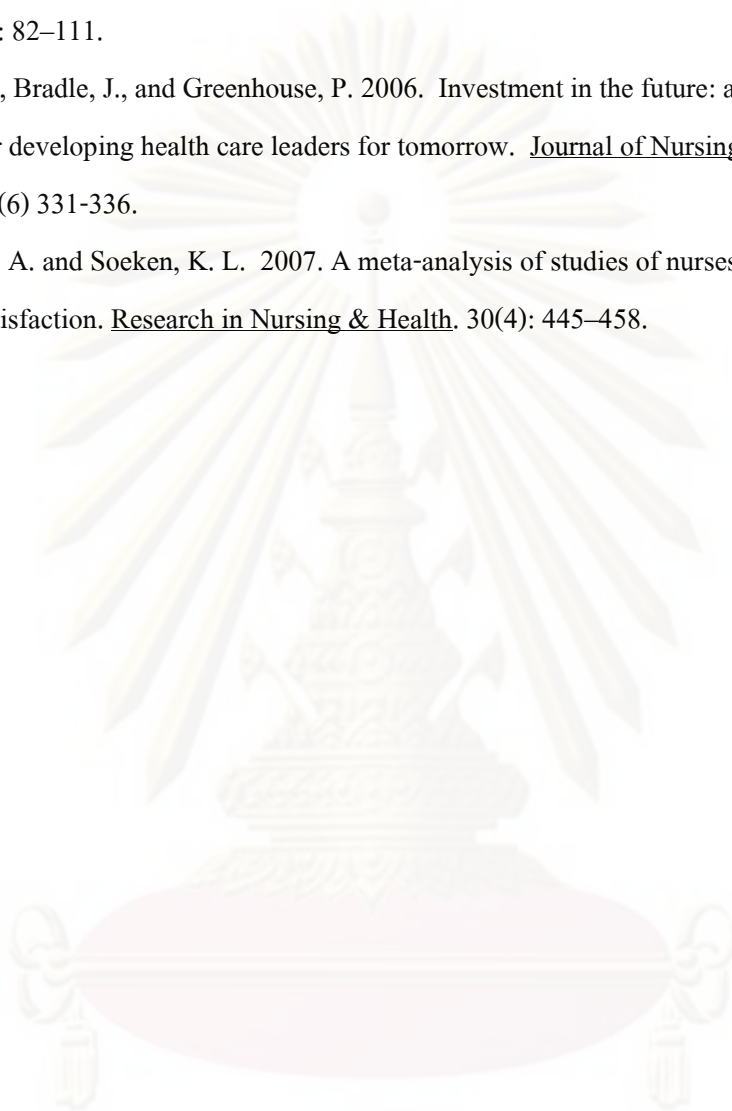 : 82–111.
, Bradle, J., and Greenhouse, P. 2006. Investment in the future: a
developing health care leaders for tomorrow. Journal of Nursing
(6) 331-336.
A. and Soeken, K. L. 2007. A meta-analysis of studies of nurses
isfaction. Research in Nursing & Health. 30(4): 445–458.